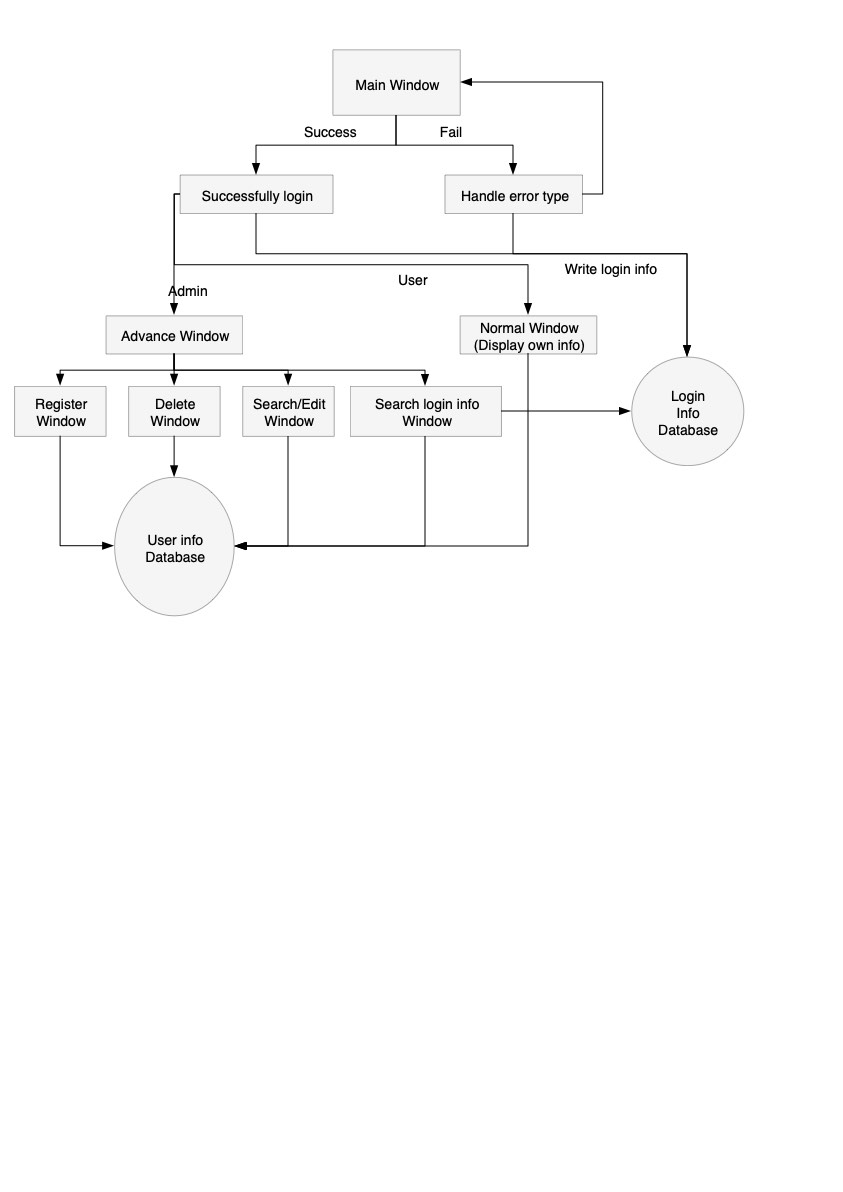 Main Window
Success
Fail
Successfully login
Handle error type
Write login info
User
Admin
Advance Window
Normal Window
(Display own info)
Register
Window
Delete
Window
Search/Edit
Window
Search login info
Window
Login
Info
Database
User info
Database